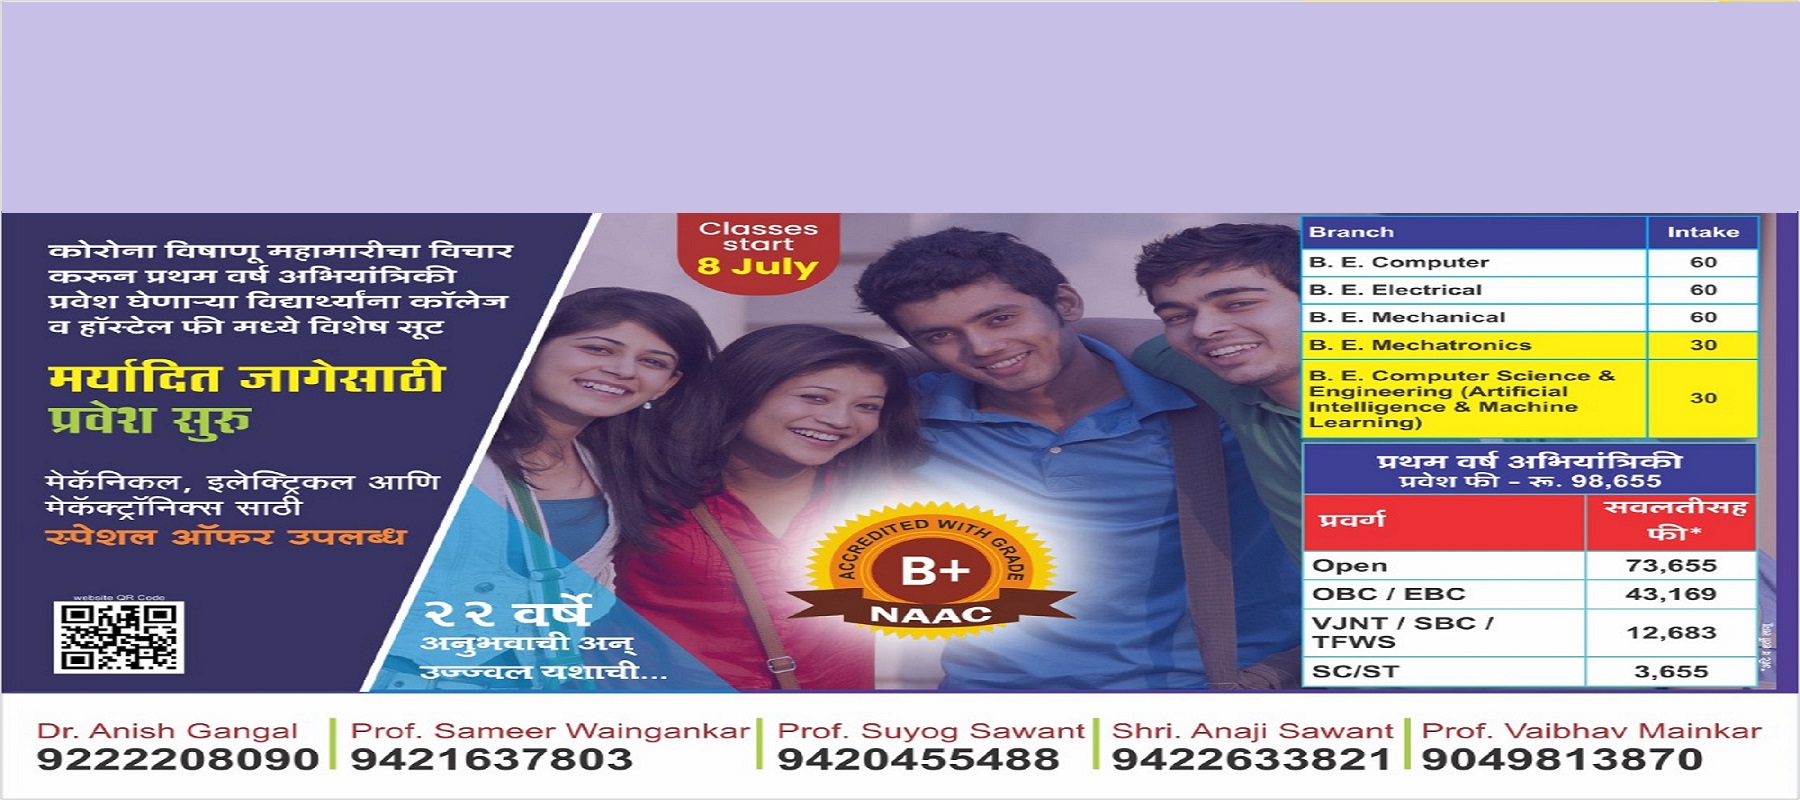 कोरोना विषाणू महामारीचा विचार
करून प्रथम वर्ष अभियांत्रिकी
प्रवेश घेणाऱ्या विद्यार्थ्यांना कॉलेज
व हॉस्टेल फी मध्ये विशेष सूट
मर्यादित जागेसाठी
प्रवेश सुरु
मेकॅनिकल, इलेक्ट्रिकल आणि
मेकॅक्ट्रॉनिक्स साठी
स्पेशल ऑफर उपलब्ध
website QR Code
Classes
start
8 July
२२ वर्षे
अनुभवाची अन्
उज्ज्वल यशाची...
ACCREDITED WITH GRADE
B+
NAAC
Branch Intake
B. E. Computer 60
B. E. Electrical 60
B. E. Mechanical 60
B. E. Mechatronics 30
B. E. Computer Science &
Engineering (Artificial
Intelligence & Machine
Learning) 30
प्रथम वर्ष अभियांत्रिकी
प्रवेश फी - रू. 98,655
प्रवर्ग सवलतीसह
फी*
Open 73,655
OBC / EBC 43,169
VJNT / SBC /
TFWS 12,683
SC/ST 3,655
*अटि व शर्ती लागू
Dr. Anish Gangal
9222208090
Prof. Sameer Waingankar
9421637803
Prof. Suyog Sawant
9420455488
Shri. Anaji Sawant
9422633821
Prof. Vaibhav Mainkar
9049813870